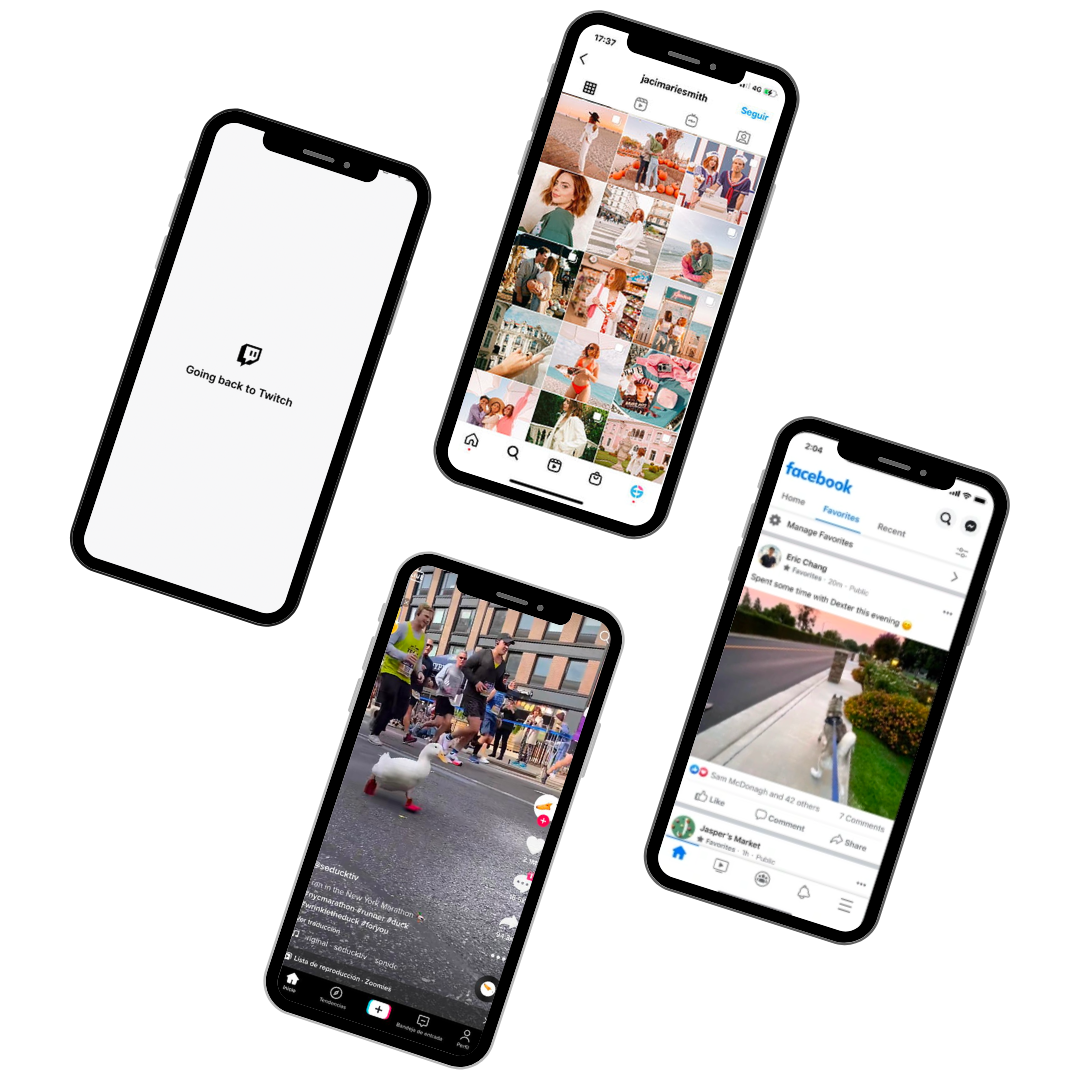 Going back to Twitch
17:37
4G
jacimariesmith
Seguir
2:04
facebook
Home Favorites Recent
Manage Favorites
Eric Chang
Favorites · 20m · Public
Spent some time with Dexter this evening
Sam McDonagh and 42 others
7 Comments
Like Comment Share
Jasper's Market
Favorites · 1h · Public
@seducktiv
ran in the New York Marathon
#nycmarathon #runner #duck
#wrinkletheduck #foryou
Ver traducción
original - seducktiv sonido
Lista de reproducción · Zoomies
Inicio Tendencias Bandeja de entrada Perfil